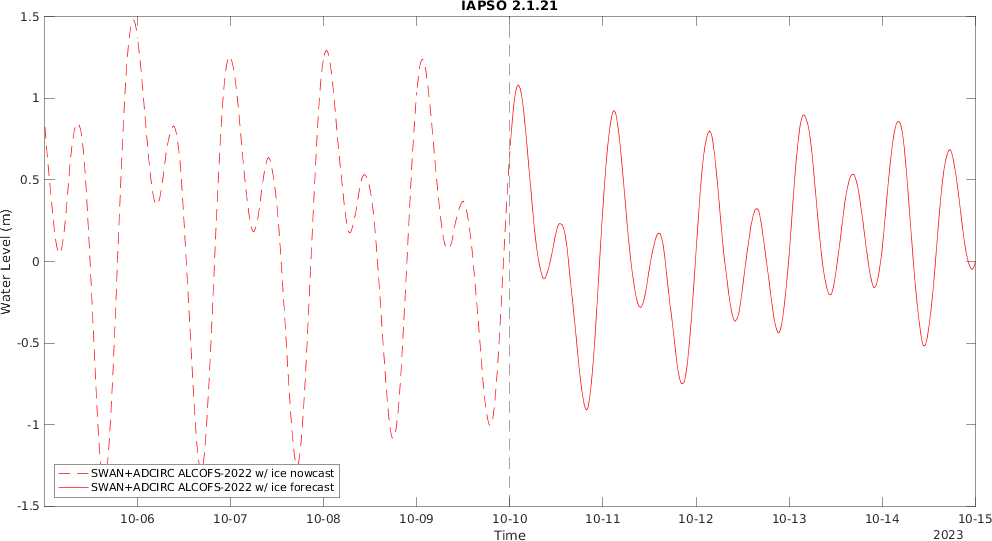 IAPSO 2.1.21
Water Level (m)
1.5
1
0.5
0
-0.5
-1
-1.5
SWAN+ADCIRC ALCOFS-2022 w/ ice nowcast
SWAN+ADCIRC ALCOFS-2022 w/ ice forecast
10-06 10-07 10-08 10-09 10-10 10-11 10-12 10-13 10-14 10-15
Time
2023